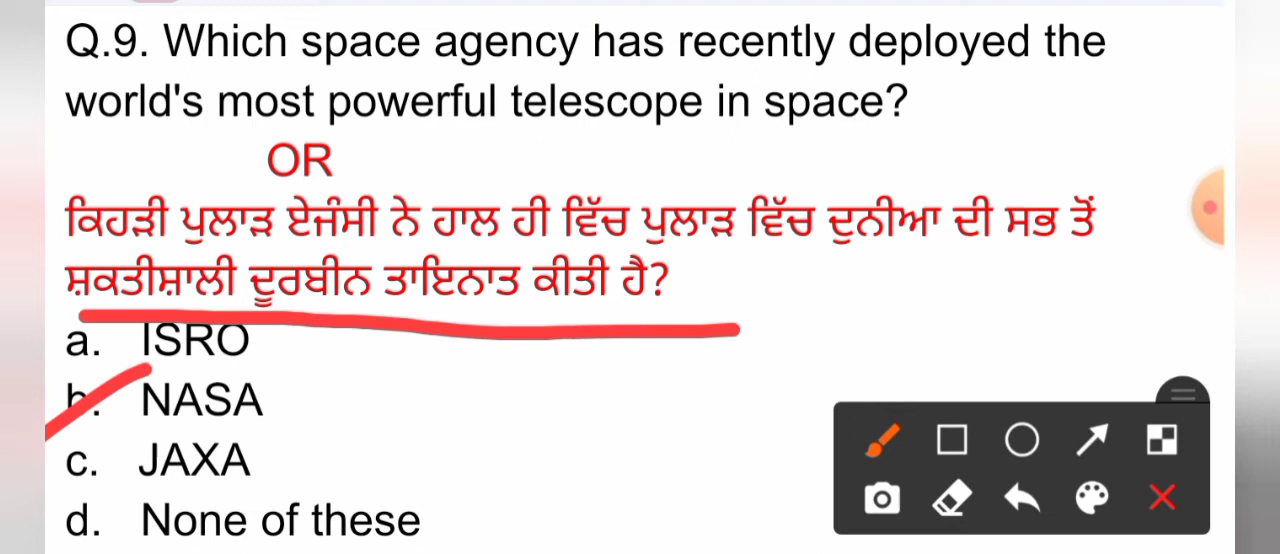 Q.9. Which space agency has recently deployed the
world's most powerful telescope in space?
OR
ਕਿਹੜੀ ਪੁਲਾੜ ਏਜੰਸੀ ਨੇ ਹਾਲ ਹੀ ਵਿੱਚ ਪੁਲਾੜ ਵਿੱਚ ਦੁਨੀਆ ਦੀ ਸਭ ਤੋਂ
ਸ਼ਕਤੀਸ਼ਾਲੀ ਦੂਰਬੀਨ ਤਾਇਨਾਤ ਕੀਤੀ ਹੈ?
a. ISRO
b. NASA
c. JAXA
d. None of these